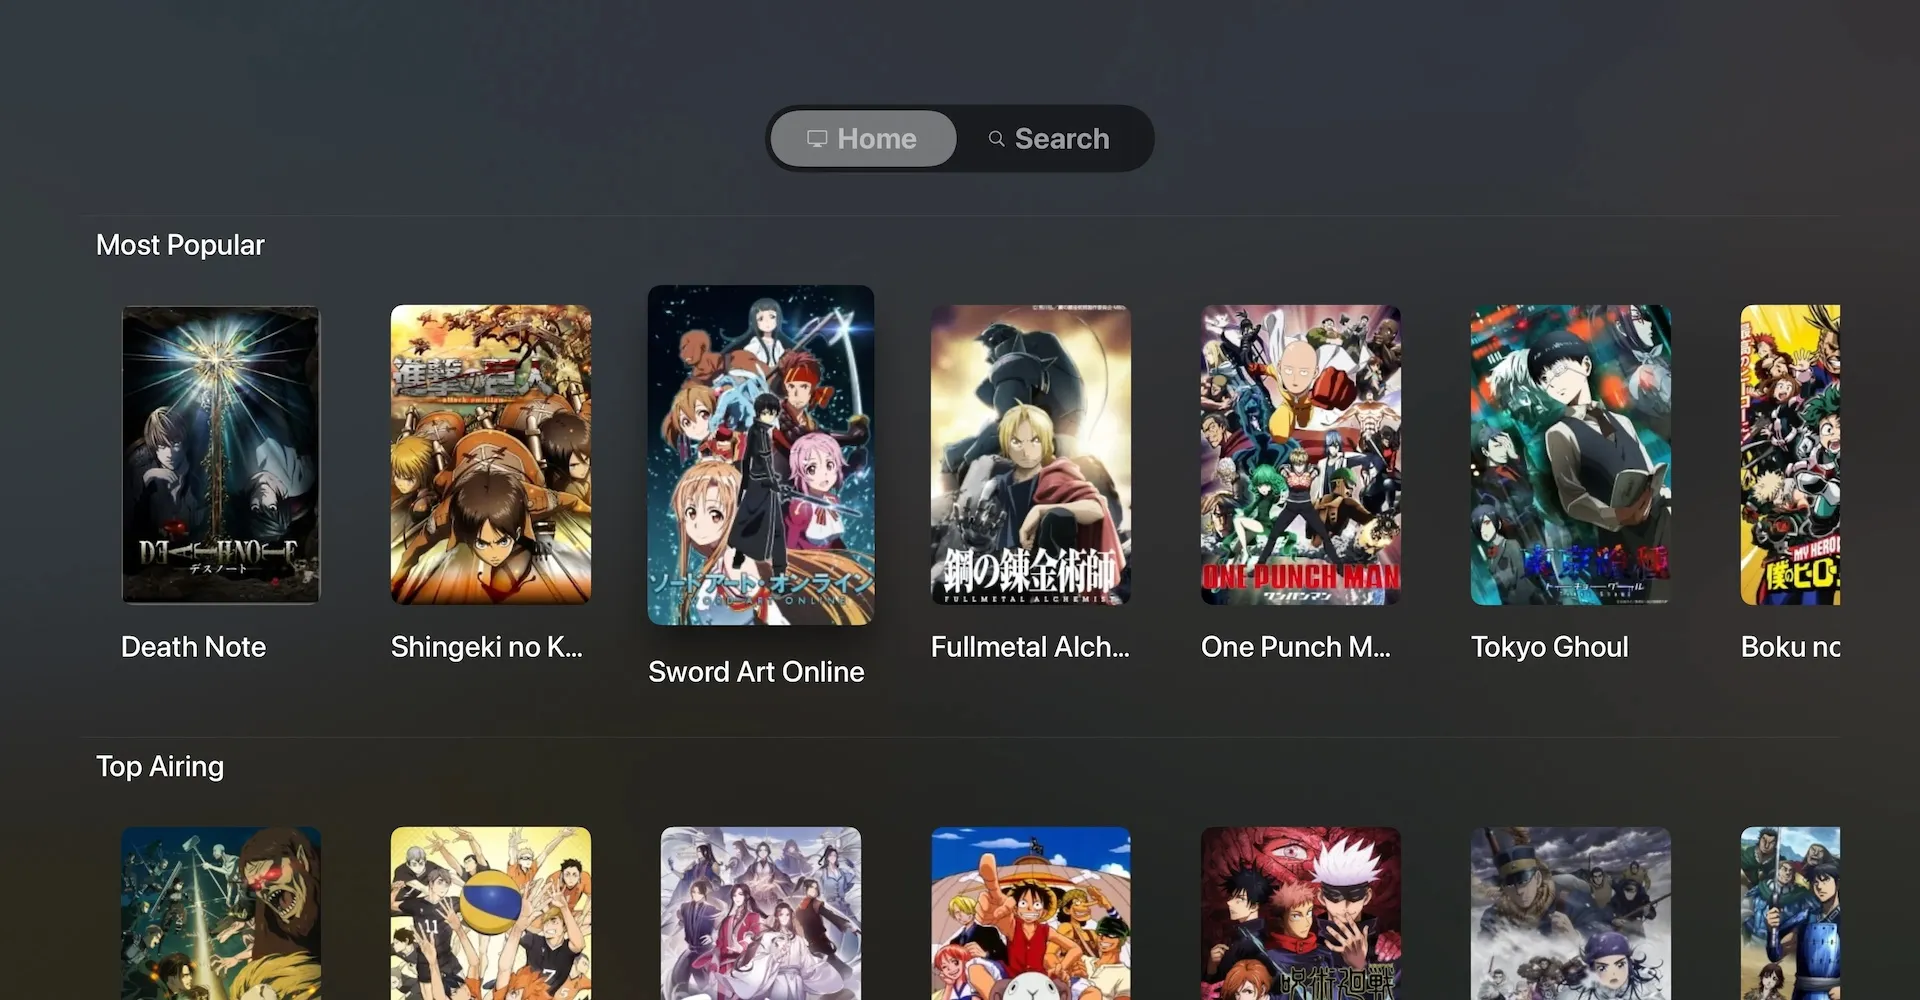 Home
Search
Most Popular
DEATH NOTE
デスノート
進撃の巨人
attack on titan
ソードアート・オンライン
SWORD ART ONLINE
鋼の錬金術師
FULLMETAL ALCHEMIST
ONE PUNCH MAN
ワンパンマン
トーキョーグール
MY HERO
僕のヒーロ
Death Note
Shingeki no K...
Sword Art Online
Fullmetal Alch...
One Punch M...
Tokyo Ghoul
Boku no
Top Airing
11
7
呪術廻戦